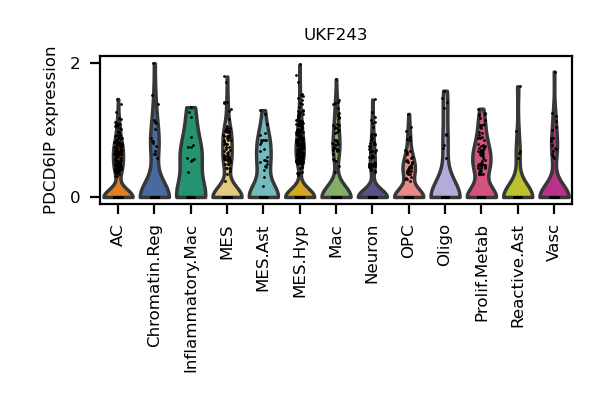 UKF243
PDCD6IP expression
2
0
AC
Chromatin.Reg
Inflammatory.Mac
MES
MES.Ast
MES.Hyp
Mac
Neuron
OPC
Oligo
Prolif.Metab
Reactive.Ast
Vasc